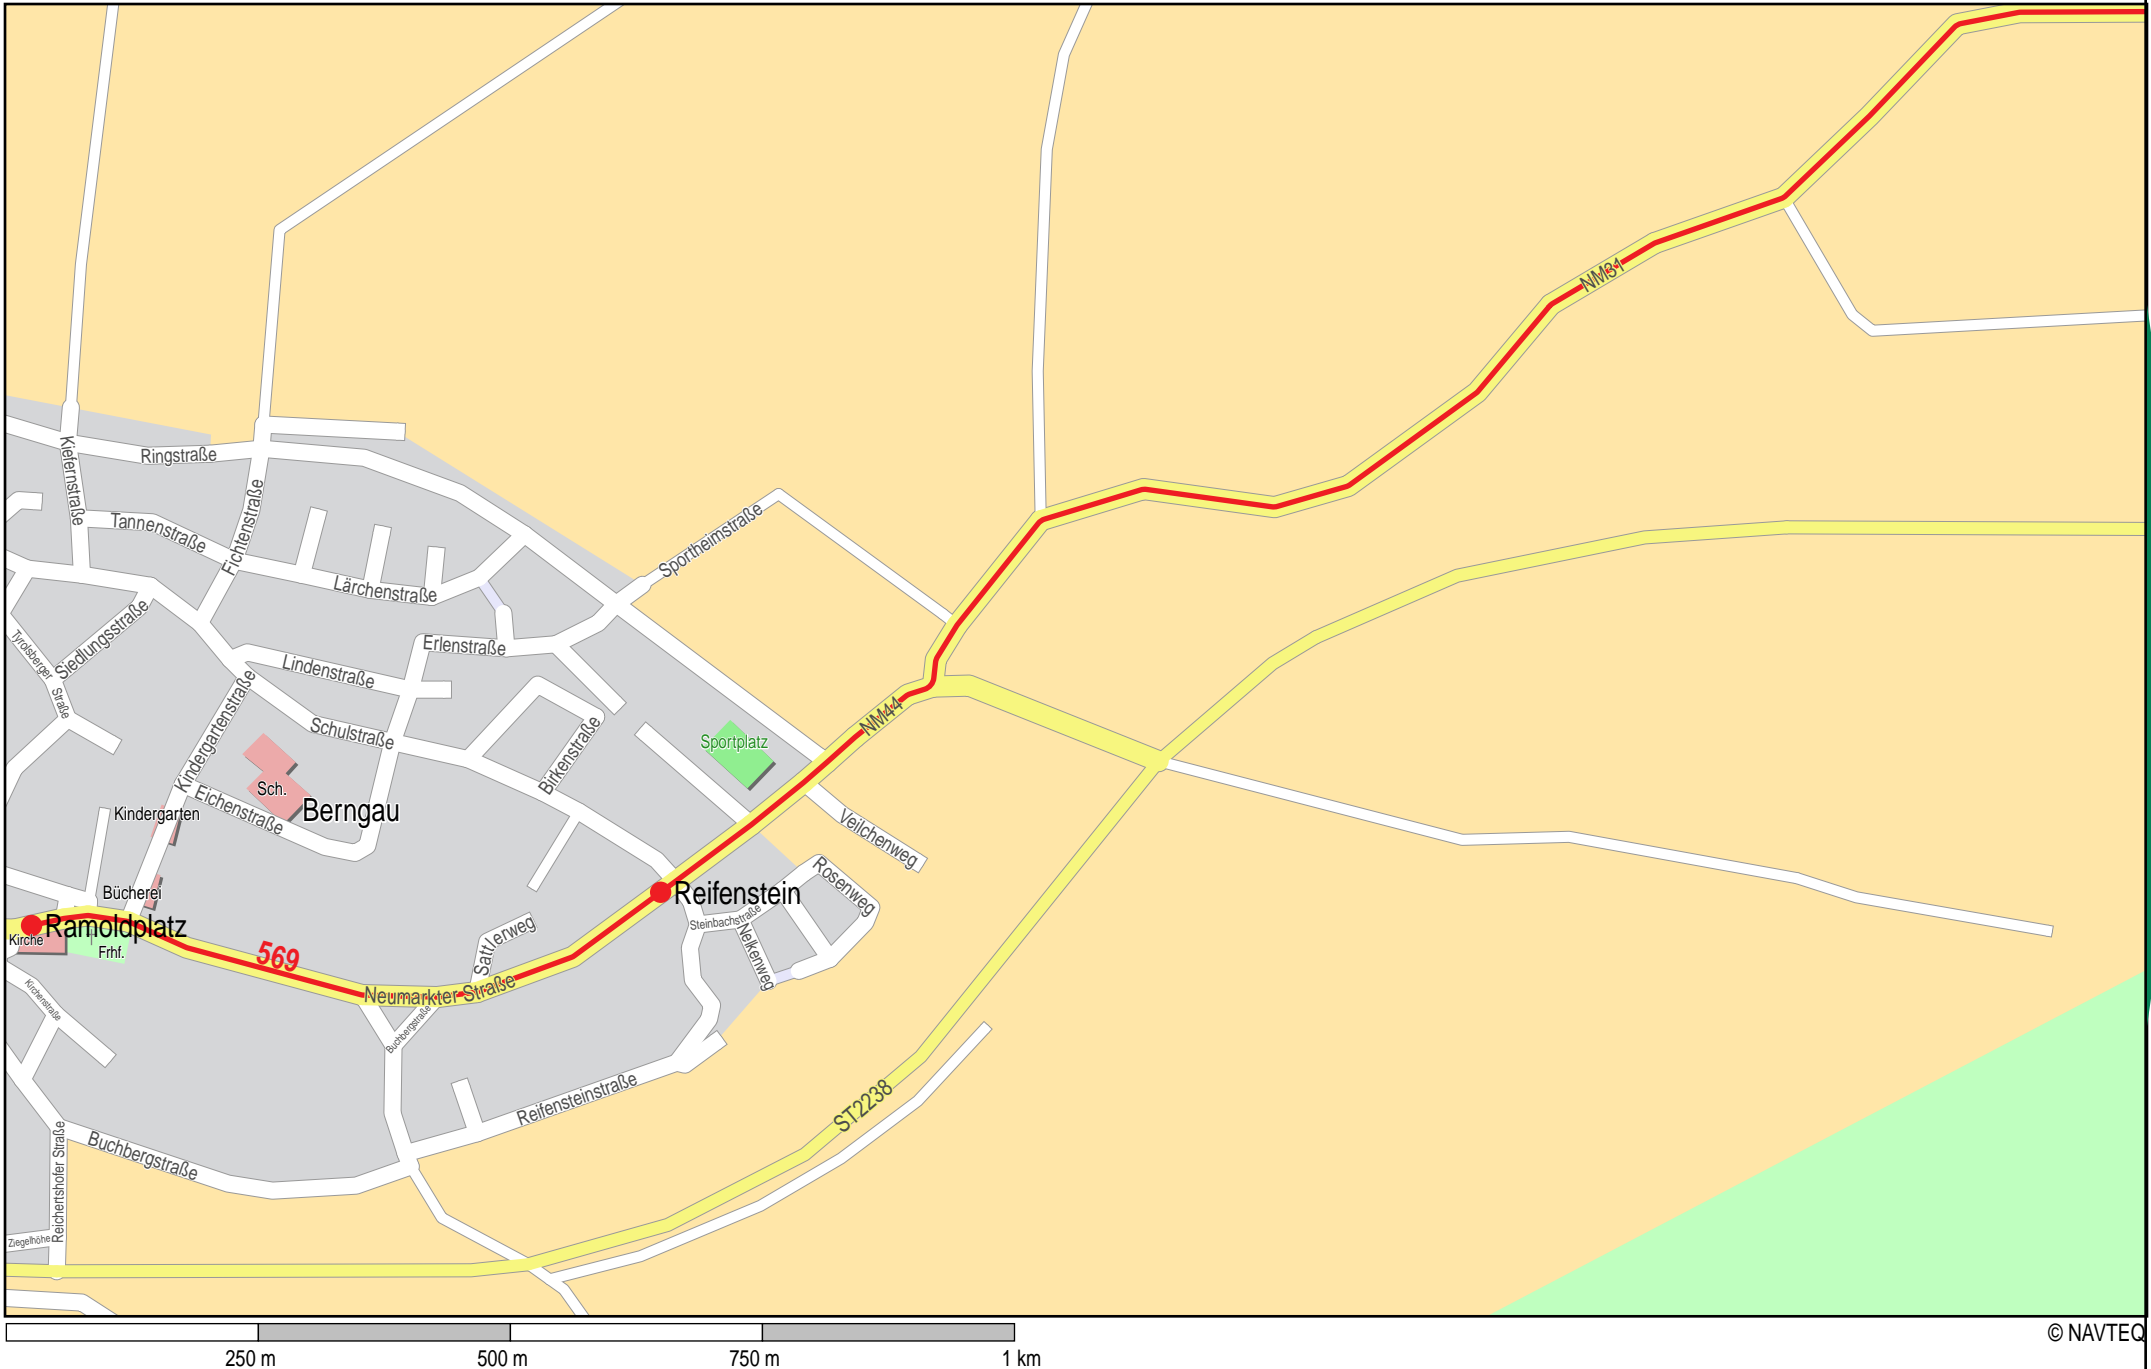 NM31
Ringstraße
Kiefernstraße
Fichtenstraße
Tannenstraße
Sportheimstraße
Lärchenstraße
Siedlungsstraße
Tyrolsberger
Straße
Erlenstraße
Lindenstraße
Kindergartenstraße
Schulstraße
Birkenstraße
NM44
Sportplatz
Sch.
Berngau
Kindergarten
Eichenstraße
Veilchenweg
Rosenweg
Bücherei
Reifenstein
Steinbachstraße
Nelkenweg
Ramoldplatz
Kirche
Frhf.
569
Sattlerweg
Neumarkter Straße
Kirchenstraße
Buchbergstraße
Reifensteinstraße
ST2238
Buchbergstraße
Reichertshofer Straße
Ziegelhöhe
© NAVTEQ
250 m
500 m
750 m
1 km